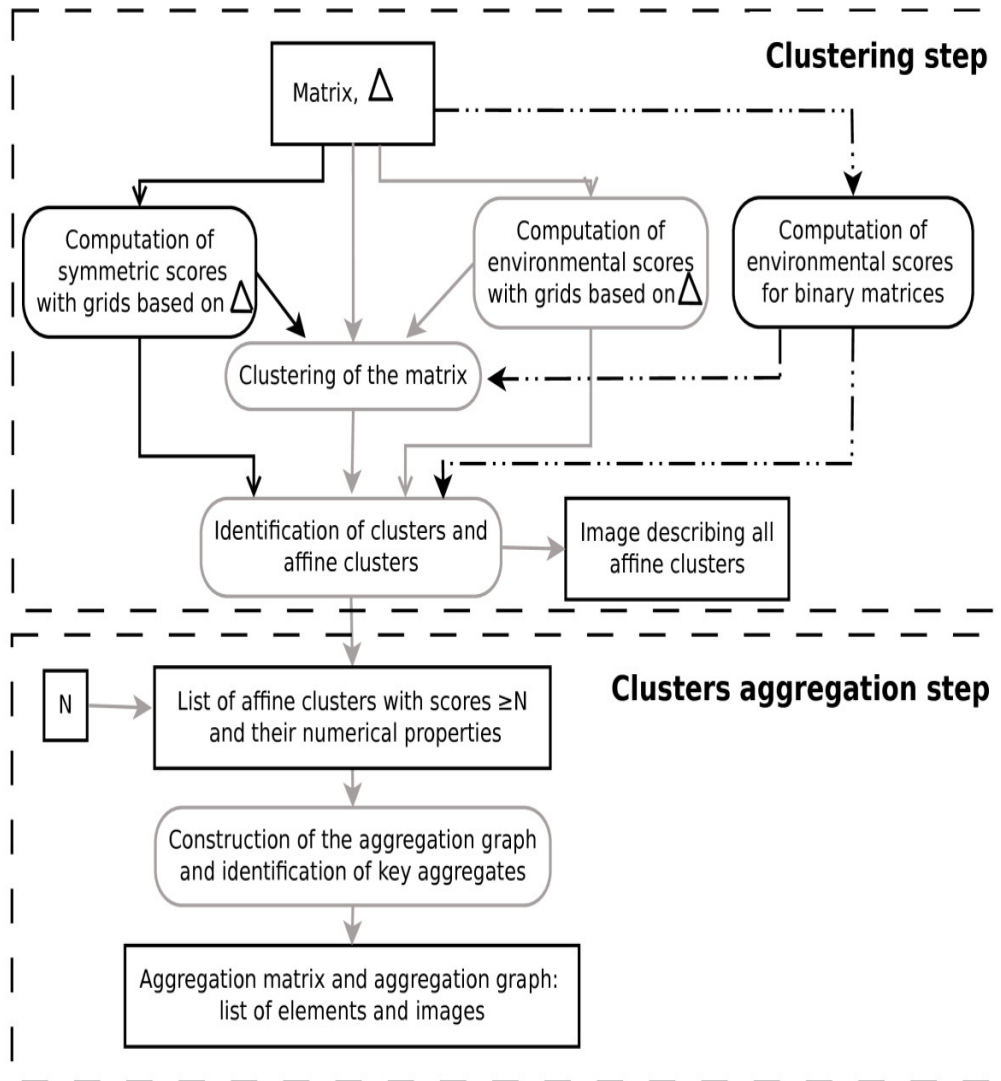 Clustering step
Matrix, Δ
Computation of
symmetric scores
with grids based on Δ
Computation of
environmental scores
with grids based on Δ
Computation of
environmental scores
for binary matrices
Clustering of the matrix
Identification of clusters and
affine clusters
Image describing all
affine clusters
Clusters aggregation step
N
List of affine clusters with scores ≥N
and their numerical properties
Construction of the aggregation graph
and identification of key aggregates
Aggregation matrix and aggregation graph:
list of elements and images